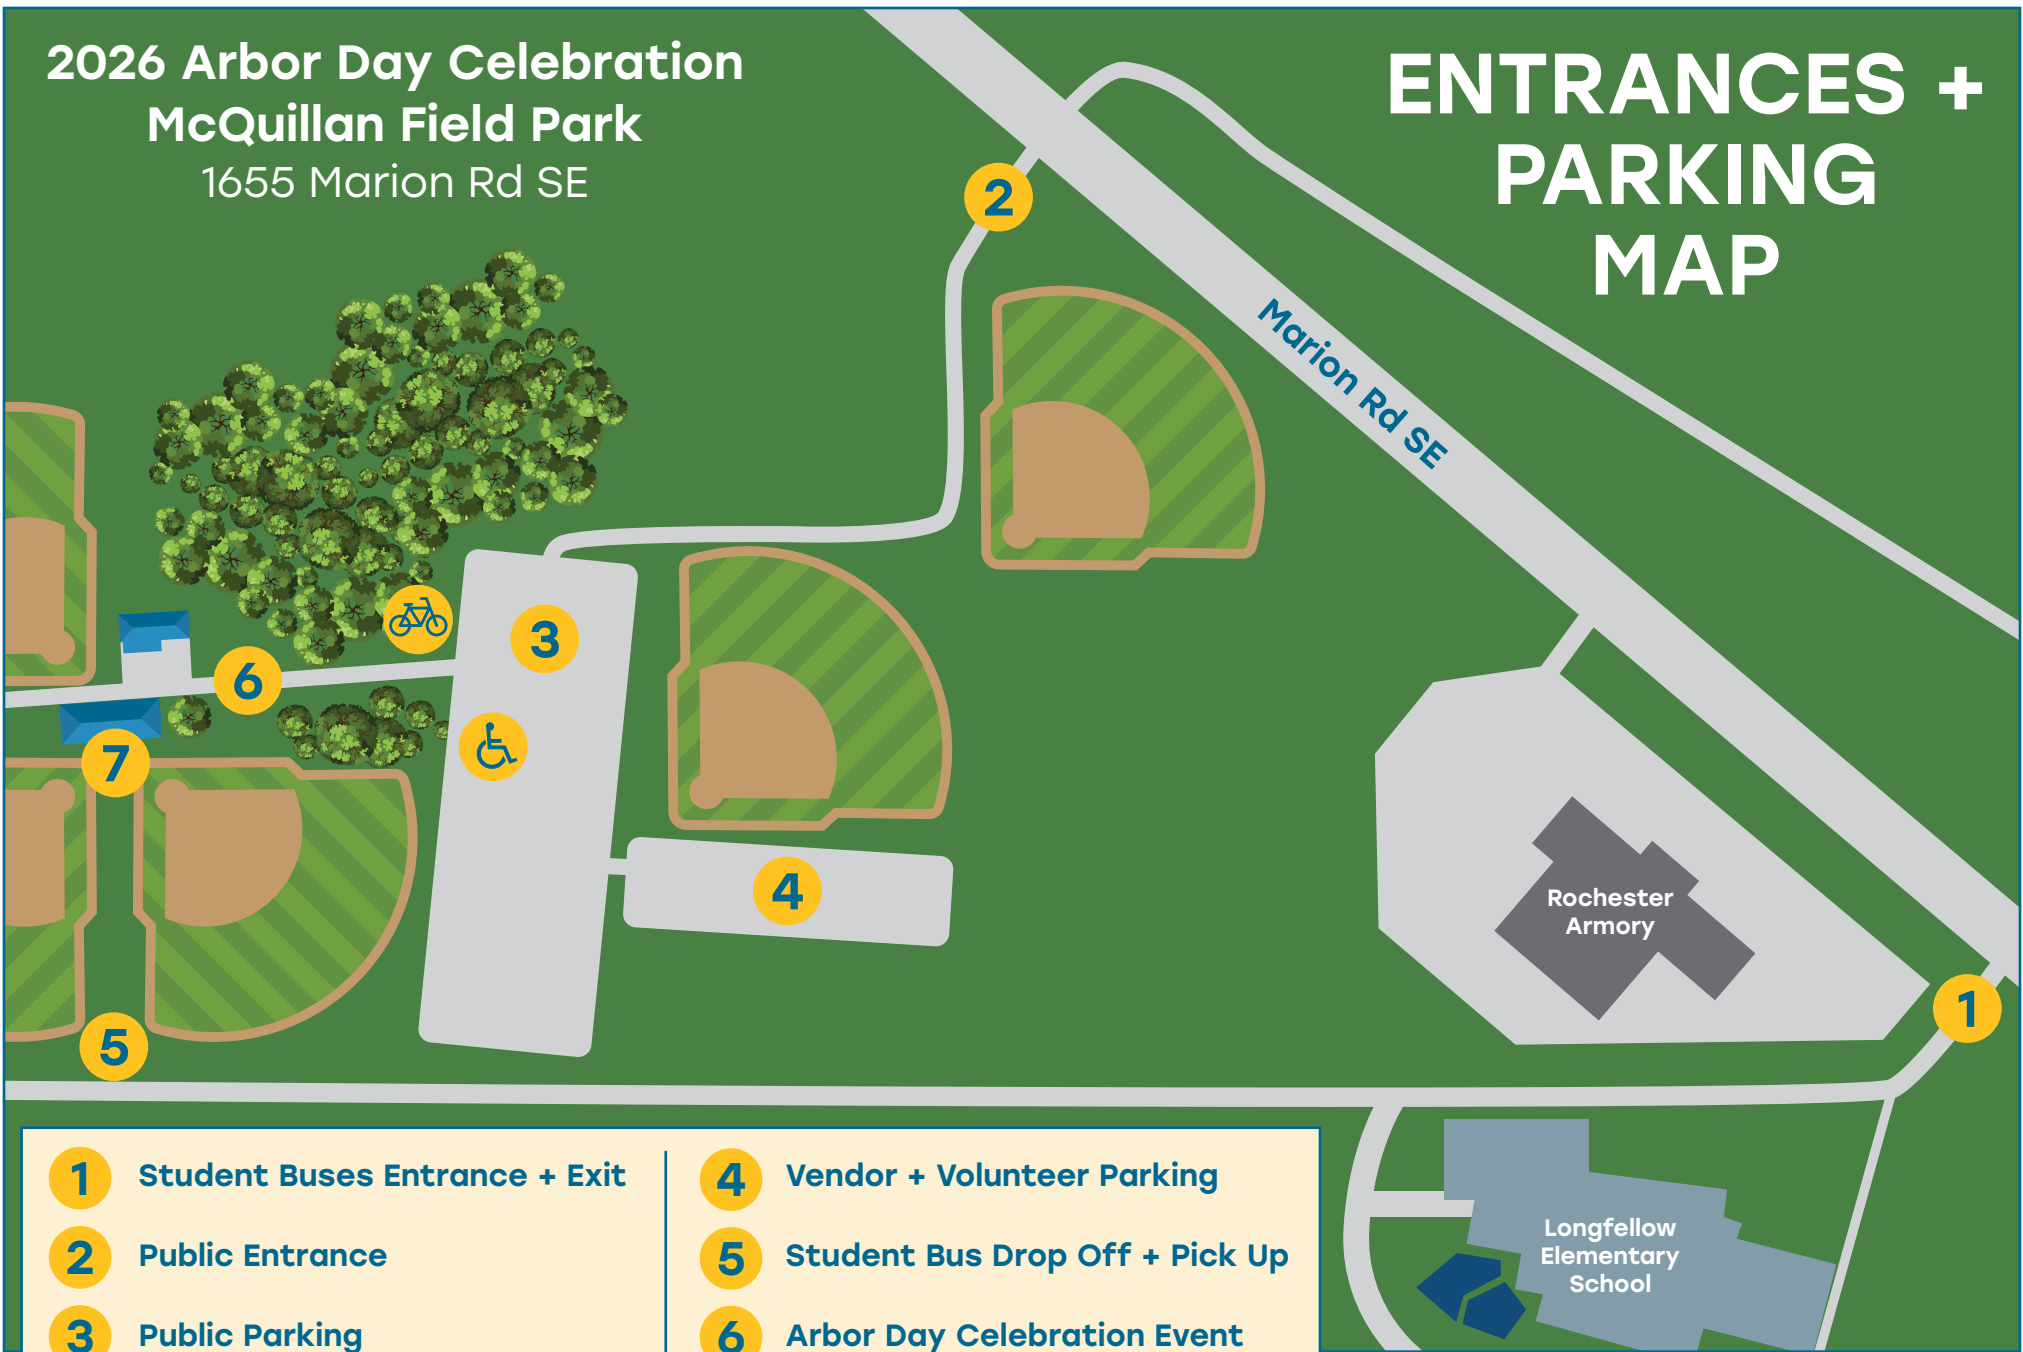 2026 Arbor Day Celebration
McQuillan Field Park
1655 Marion Rd SE
ENTRANCES +
PARKING
MAP
2
Marion Rd SE
3
6
7
4
Rochester
Armory
1
5
Longfellow
Elementary
School
1 Student Buses Entrance + Exit
2 Public Entrance
3 Public Parking
4 Vendor + Volunteer Parking
5 Student Bus Drop Off + Pick Up
6 Arbor Day Celebration Event